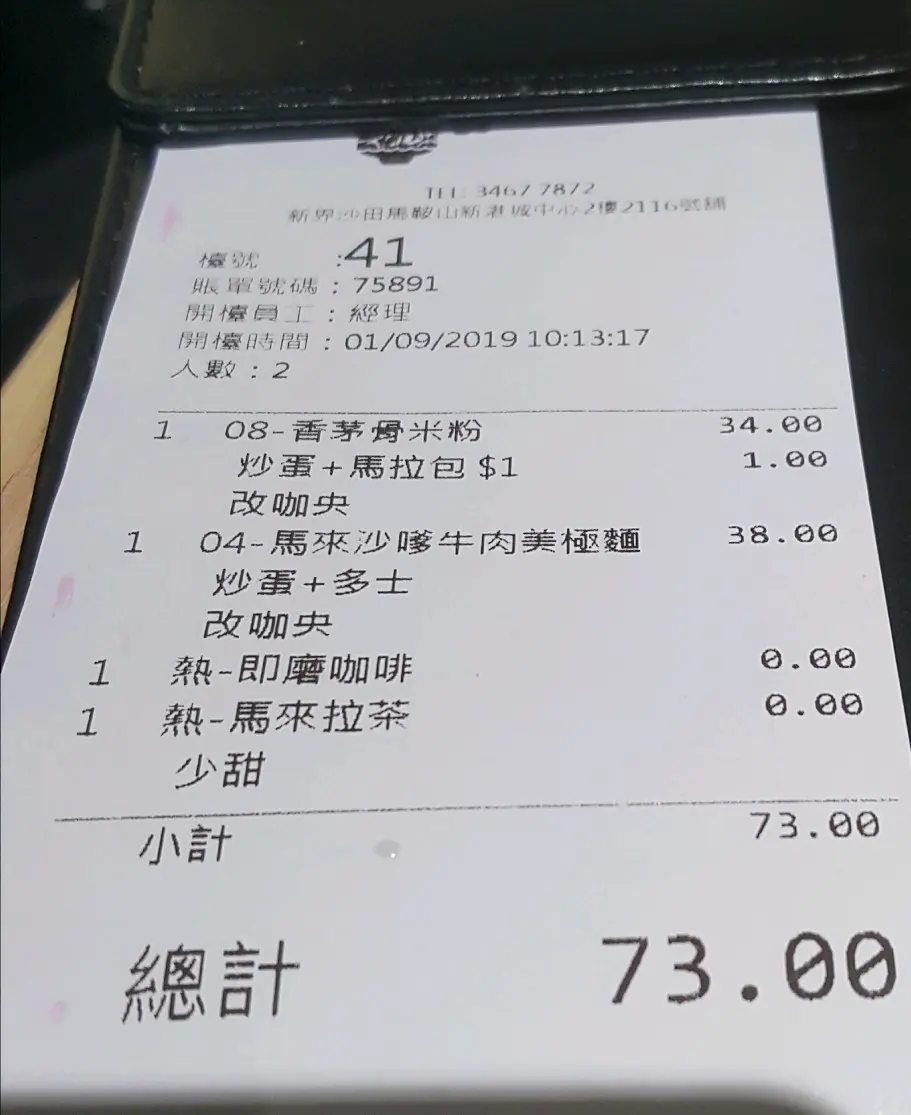 TEL: 3467 7872
新界沙田馬鞍山新港城中心2樓2116號舖
檯號 :41
賬單號碼 : 75891
開檯員工 : 經理
開檯時間 : 01/09/2019 10:13:17
人數 : 2
1 08-香茅骨米粉 34.00
炒蛋+馬拉包 $1 1.00
改咖央
1 04-馬來沙嗲牛肉美極麵 38.00
炒蛋+多士
改咖央
1 熱-即磨咖啡 0.00
1 熱-馬來拉茶 0.00
少甜
小計 73.00
總計 73.00